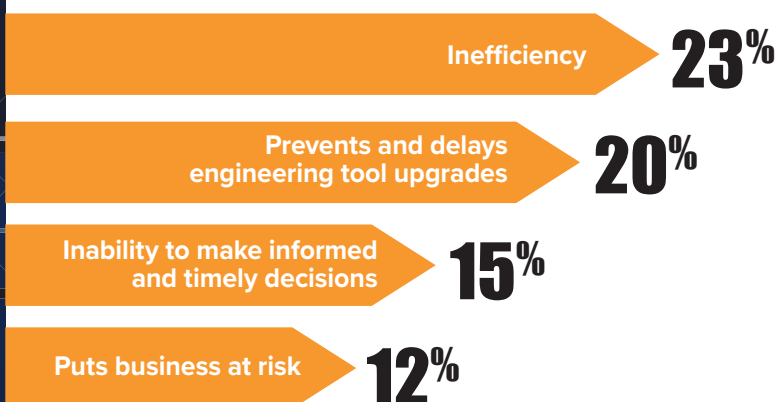 Inefficiency
23%
Prevents and delays
engineering tool upgrades
20%
Inability to make informed
and timely decisions
15%
Puts business at risk
12%